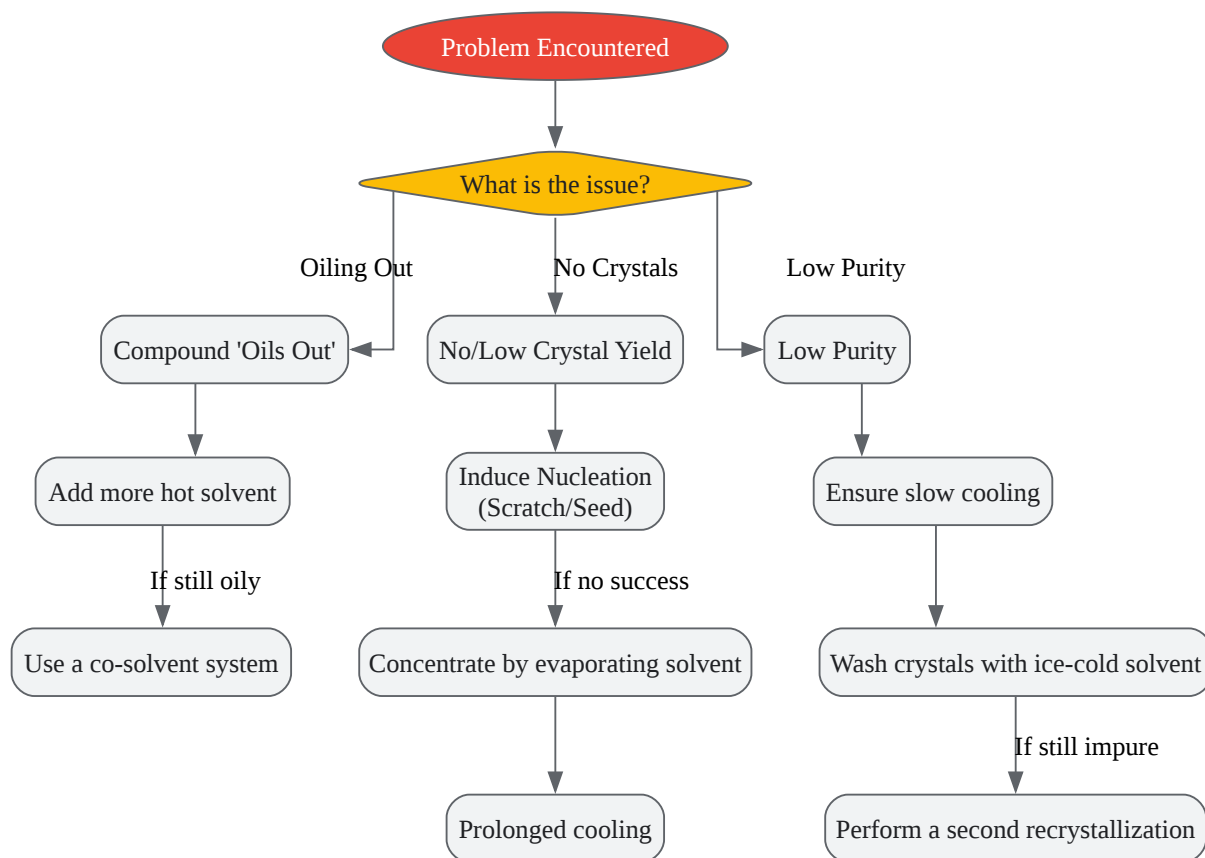 Problem Encountered
What is the issue?
Oiling Out
No Crystals
Low Purity
Compound 'Oils Out'
No/Low Crystal Yield
Low Purity
Add more hot solvent
Induce Nucleation
(Scratch/Seed)
Ensure slow cooling
If still oily
If no success
Use a co-solvent system
Concentrate by evaporating solvent
Wash crystals with ice-cold solvent
If still impure
Prolonged cooling
Perform a second recrystallization